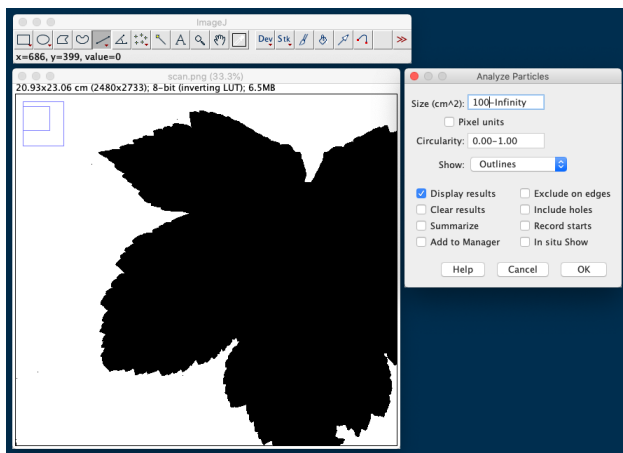 ImageJ
A Dev Stk >>
x=686, y=399, value=0
scan.png (33.3%)
20.93x23.06 cm (2480x2733); 8-bit (inverting LUT); 6.5MB
Analyze Particles
Size (cm^2): 100-Infinity
Pixel units
Circularity: 0.00-1.00
Show: Outlines
Display results Exclude on edges
Clear results Include holes
Summarize Record starts
Add to Manager In situ Show
Help Cancel OK